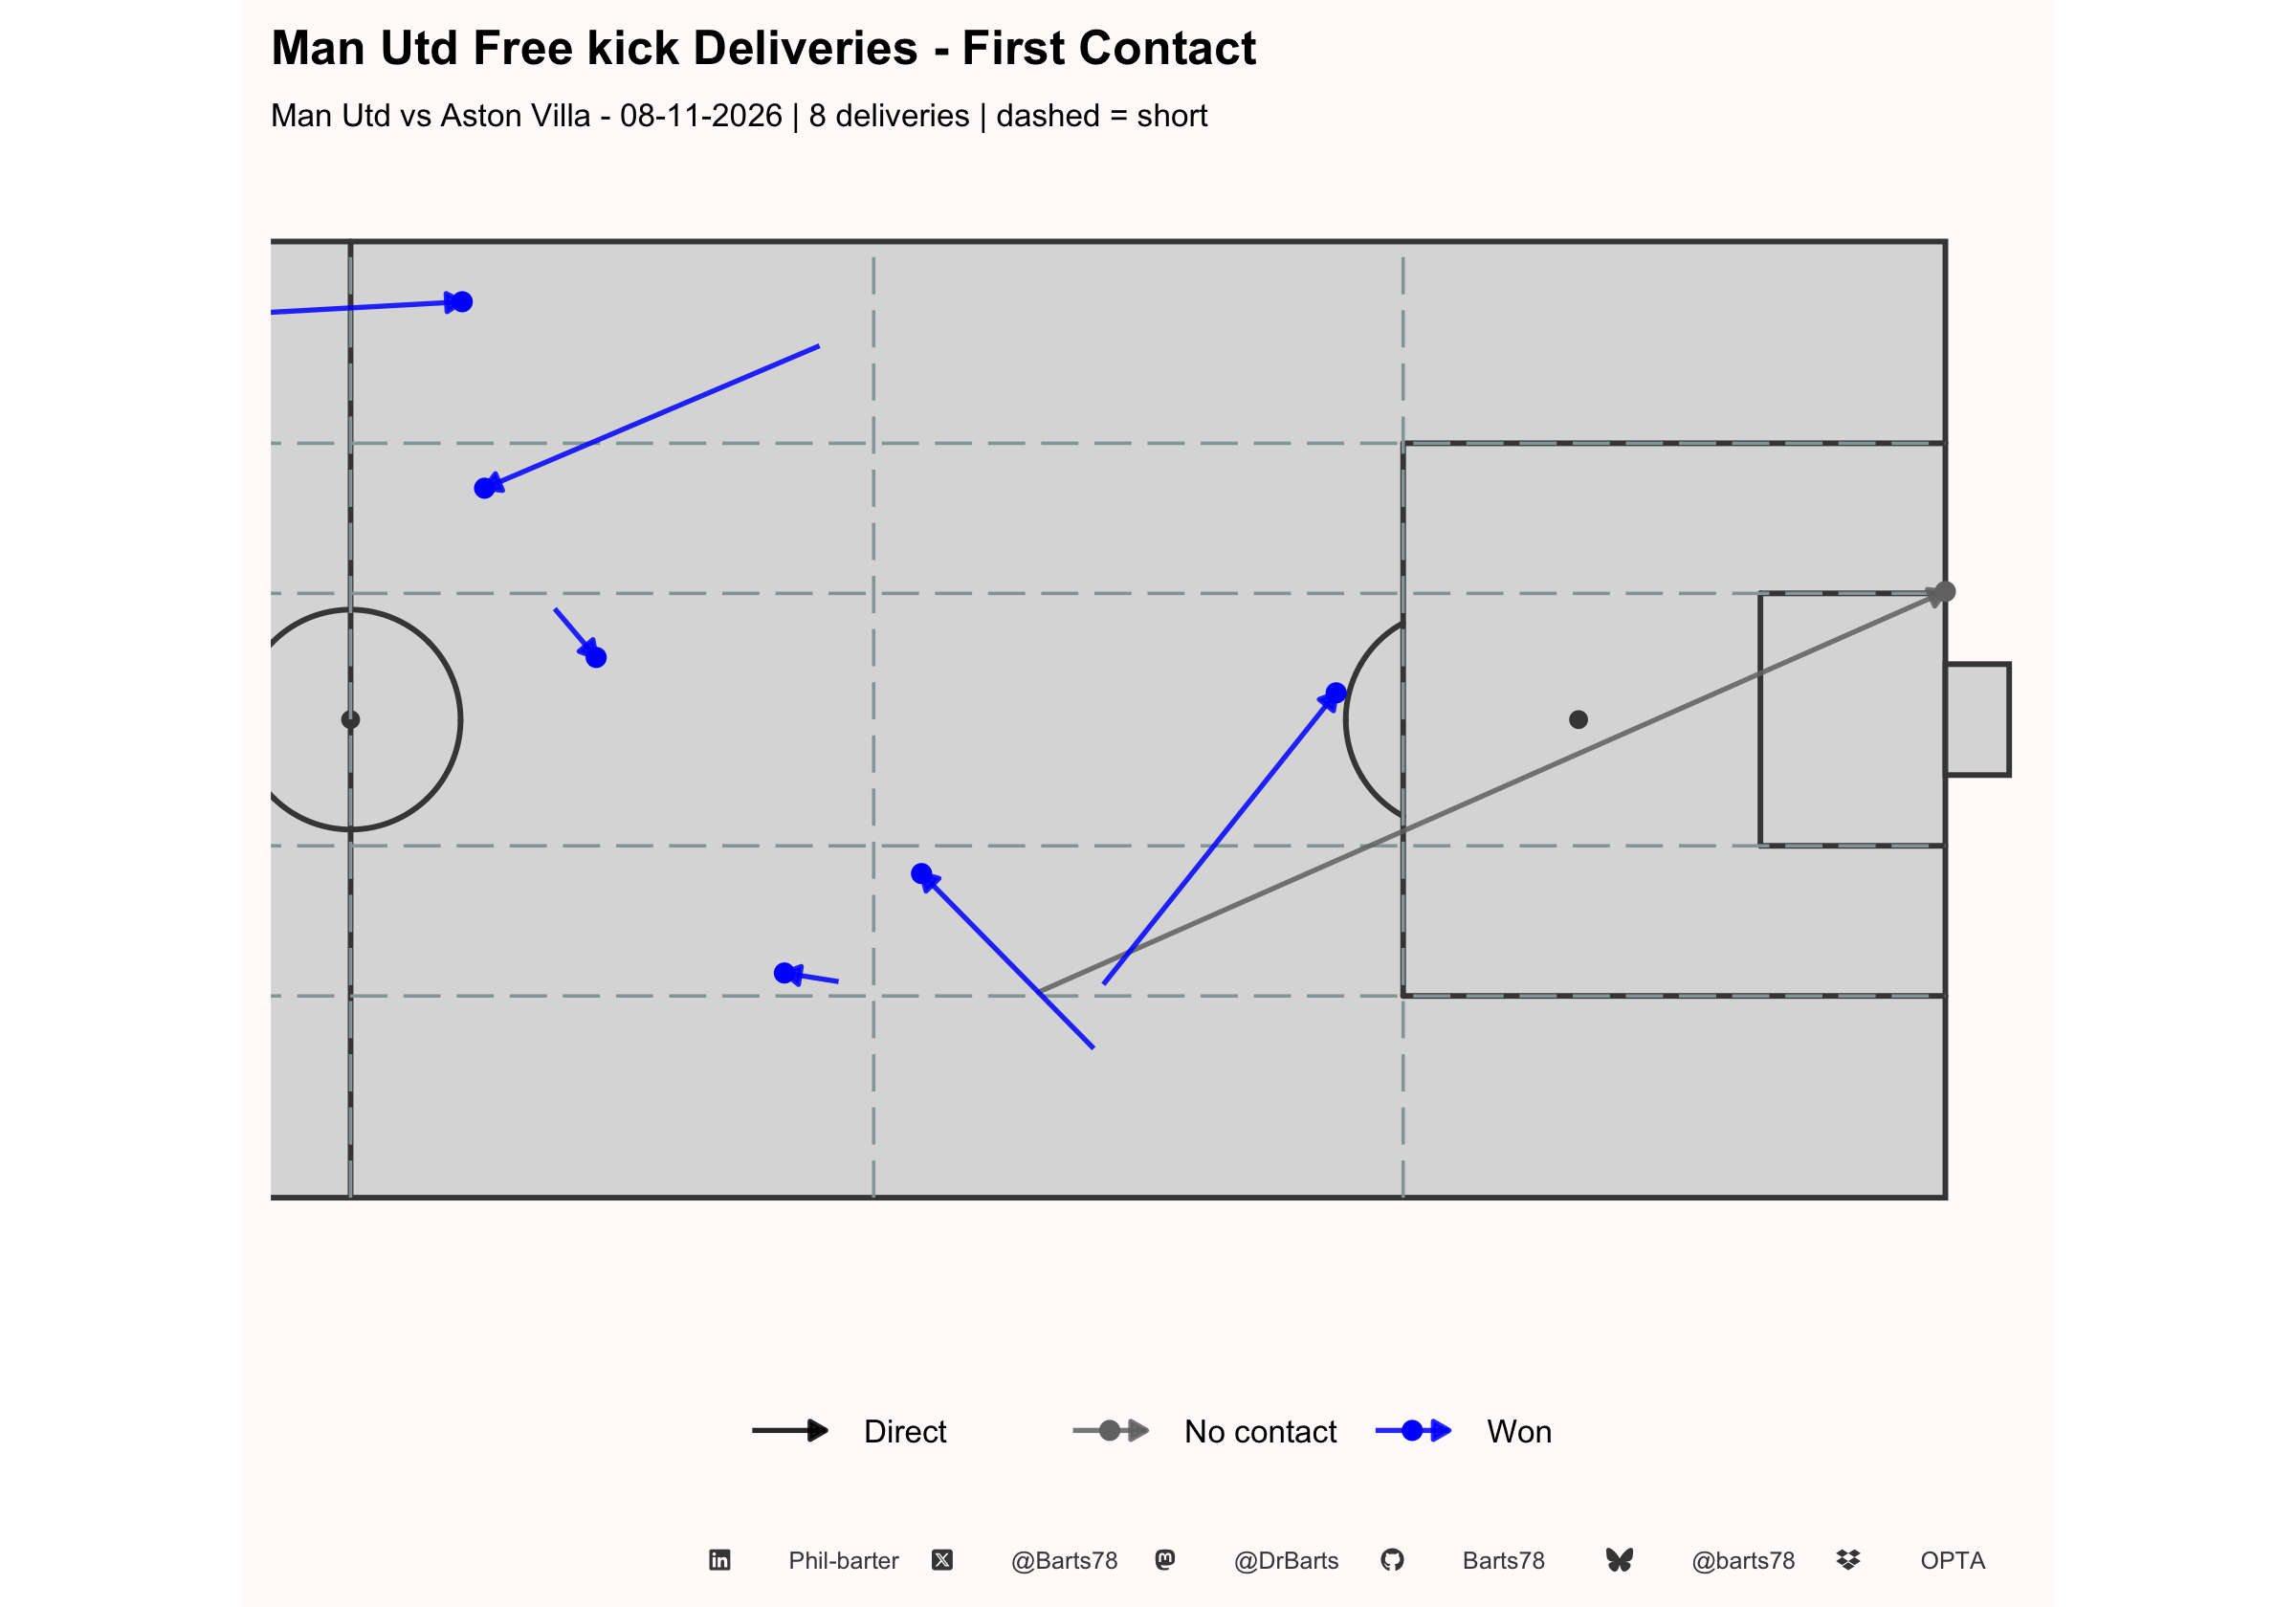 Man Utd Free kick Deliveries - First Contact
Man Utd vs Aston Villa - 08-11-2026 | 8 deliveries | dashed = short
Direct No contact Won
Phil-barter @Barts78 @DrBarts Barts78 @barts78 OPTA